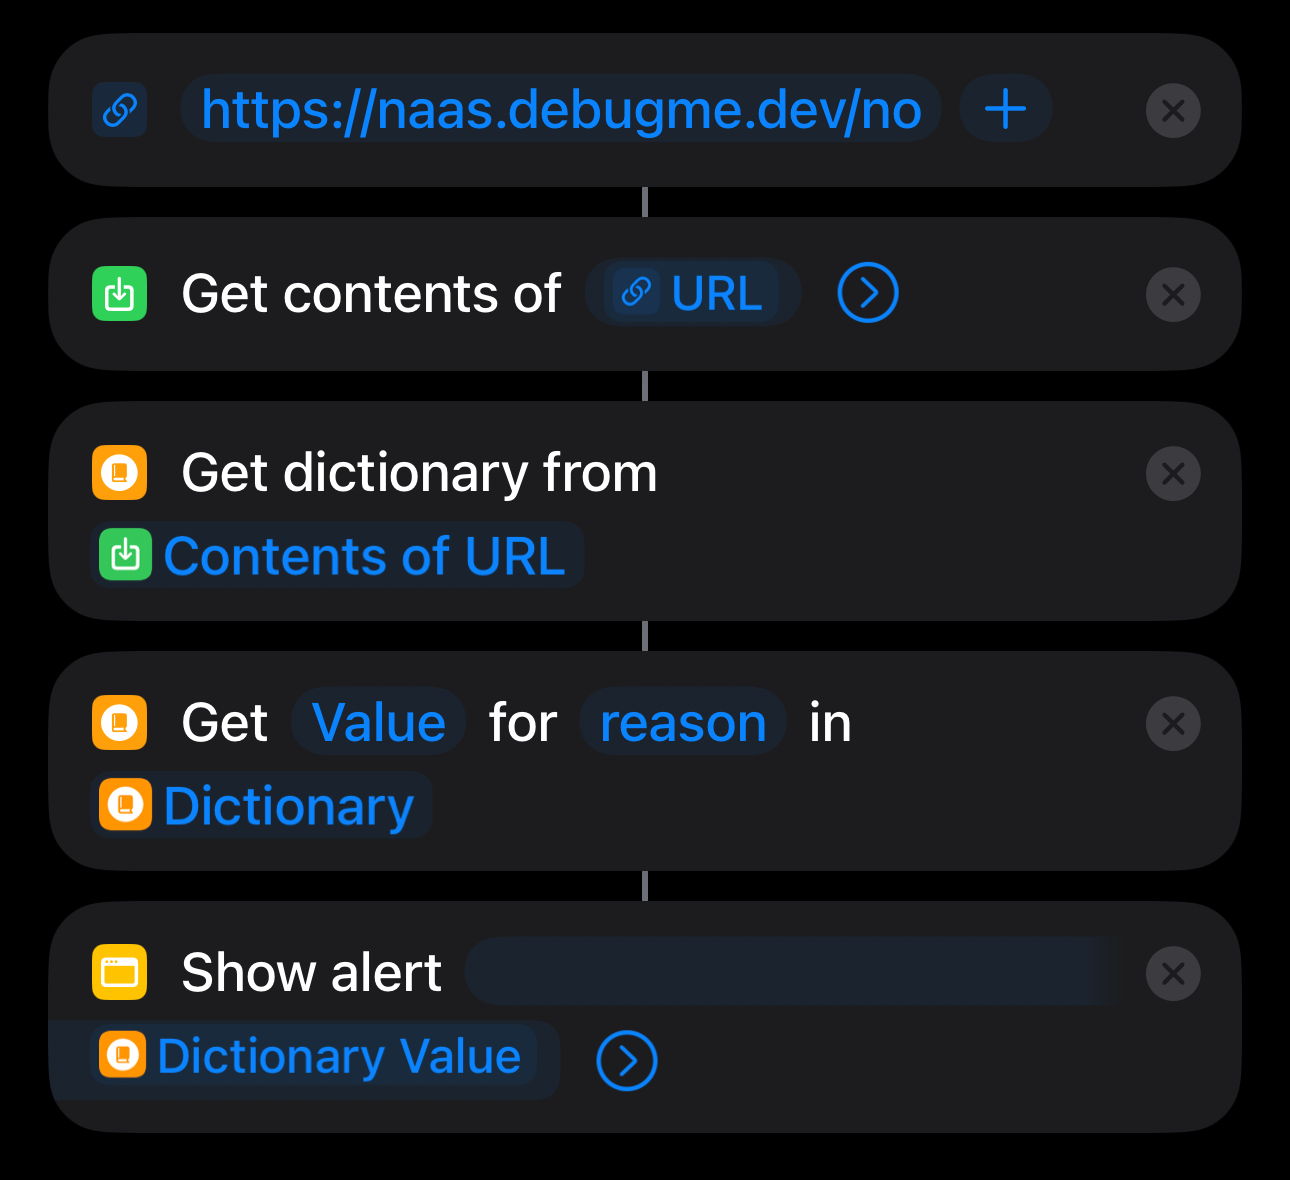 https://naas.debugme.dev/no
Get contents of URL
Get dictionary from
Contents of URL
Get Value for reason in
Dictionary
Show alert
Dictionary Value